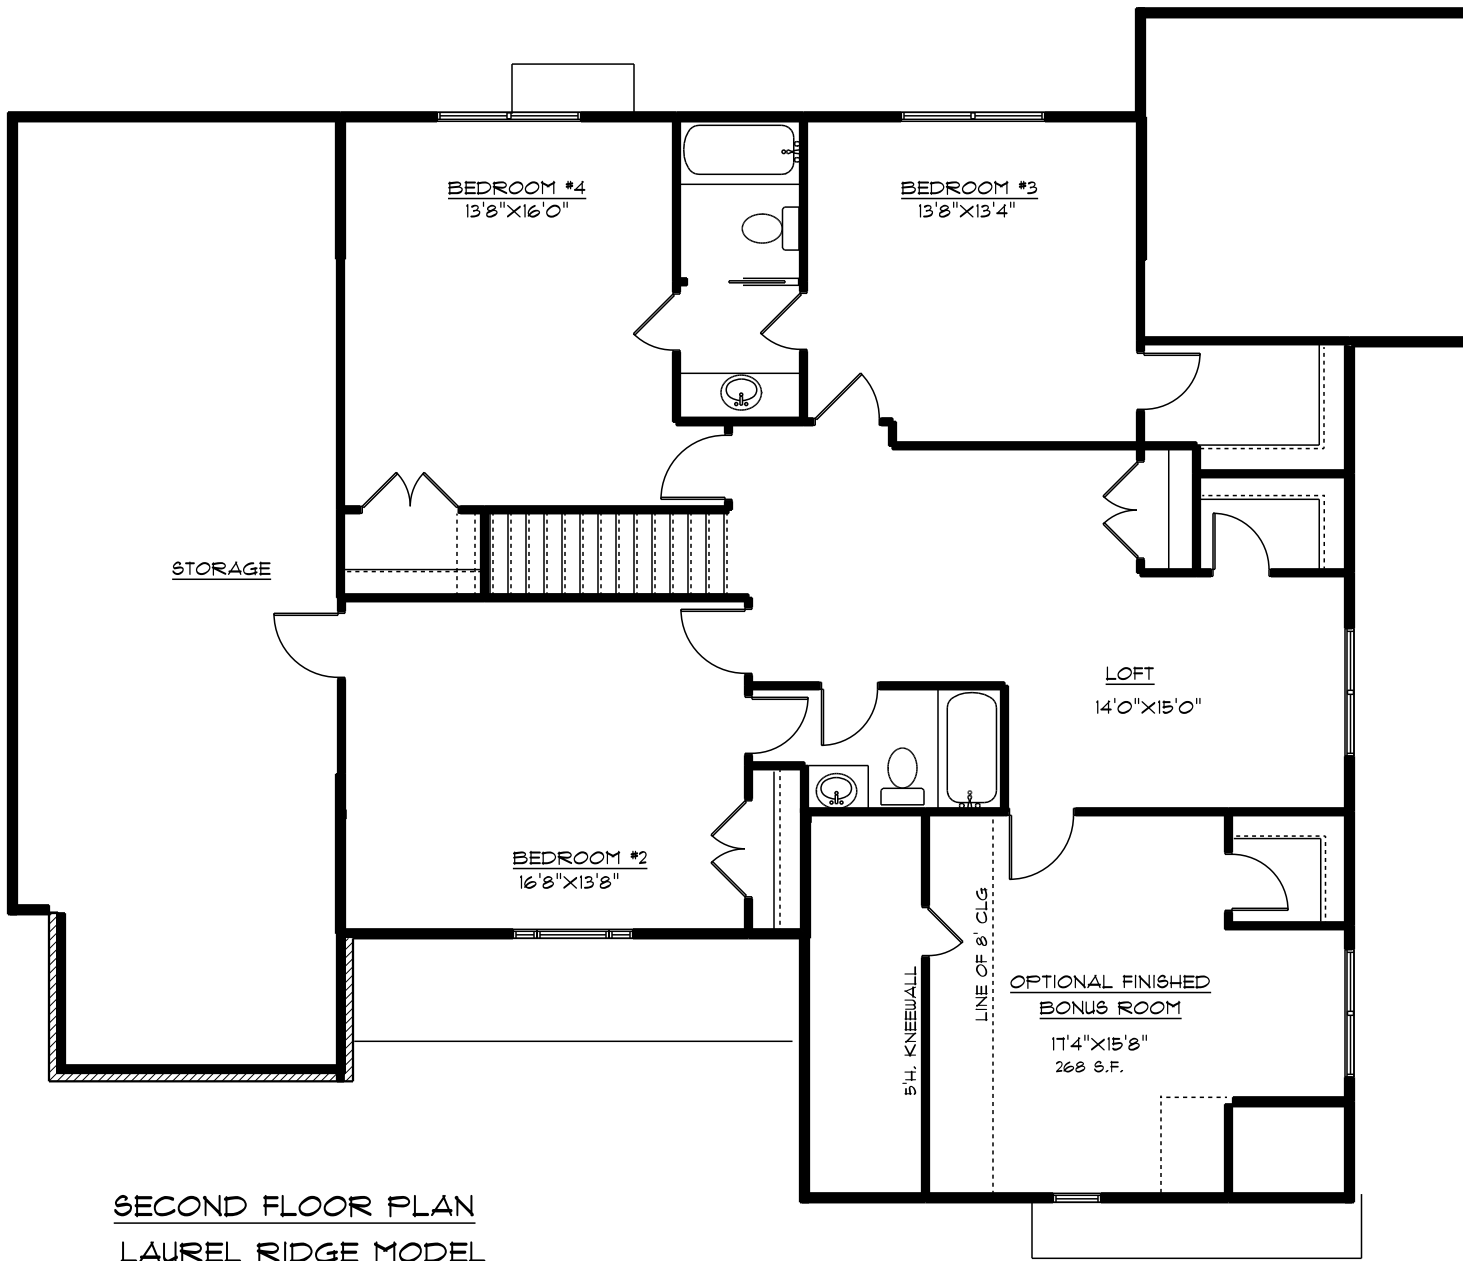 BEDROOM #4
13'8"X16'0"
BEDROOM #3
13'8"X13'4"
STORAGE
LOFT
14'0"X15'0"
BEDROOM #2
16'8"X13'8"
5'H. KNEEWALL
LINE OF 8' CLG
OPTIONAL FINISHED
BONUS ROOM
17'4"X15'8"
268 S.F.
SECOND FLOOR PLAN
LAUREL RIDGE MODEL